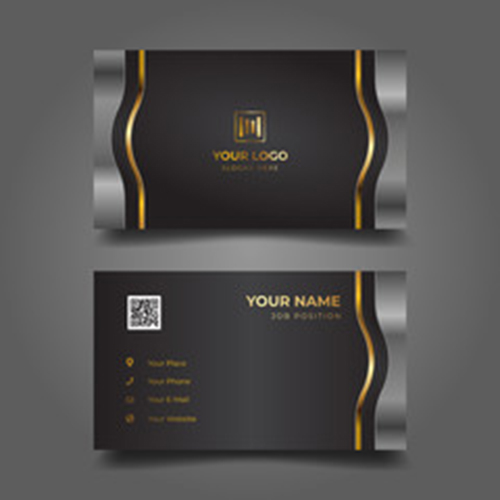 YOUR LOGO
SLOGAN HERE
YOUR NAME
JOB POSITION
Your Place
Your Phone
Your E Mail
Your Website